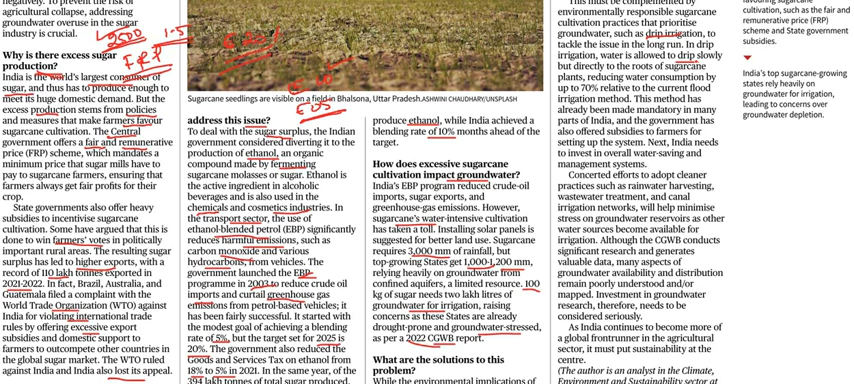 negatively. To prevent the risk of
agricultural collapse, addressing
groundwater overuse in the sugar
industry is crucial.
2500
1.5
FRP
Why is there excess sugar
production?
India is the world's largest consumer of
sugar, and thus has to produce enough to
meet its huge domestic demand. But the
excess production stems from policies
and measures that make farmers favour
sugarcane cultivation. The Central
government offers a fair and remunerative
price (FRP) scheme, which mandates a
minimum price that sugar mills have to
pay to sugarcane farmers, ensuring that
farmers always get fair profits for their
crop.
State governments also offer heavy
subsidies to incentivise sugarcane
cultivation. Some have argued that this is
done to win farmers' votes in politically
important rural areas. The resulting sugar
surplus has led to higher exports, with a
record of 110 lakh tonnes exported in
2021-2022. In fact, Brazil, Australia, and
Guatemala filed a complaint with the
World Trade Organization (WTO) against
India for violating international trade
rules by offering excessive export
subsidies and domestic support to
farmers to outcompete other countries in
the global sugar market. The WTO ruled
against India and India also lost its appeal.
Sugarcane seedlings are visible on a field in Bhalsona, Uttar Pradesh. ASHWINI CHAUDHARY/UNSPLASH
address this issue?
To deal with the sugar surplus, the Indian
government considered diverting it to the
production of ethanol, an organic
compound made by fermenting
sugarcane molasses or sugar. Ethanol is
the active ingredient in alcoholic
beverages and is also used in the
chemicals and cosmetics industries. In
the transport sector, the use of
ethanol-blended petrol (EBP) significantly
reduces harmful emissions, such as
carbon monoxide and various
hydrocarbons, from vehicles. The
government launched the EBP
programme in 2003 to reduce crude oil
imports and curtail greenhouse gas
emissions from petrol-based vehicles; it
has been fairly successful. It started with
the modest goal of achieving a blending
rate of 5%, but the target set for 2025 is
20%. The government also reduced the
Goods and Services Tax on ethanol from
18% to 5% in 2021. In the same year, of the
394 lakh tonnes of total sugar produced,
produce ethanol, while India achieved a
blending rate of 10% months ahead of the
target.
How does excessive sugarcane
cultivation impact groundwater?
India's EBP program reduced crude-oil
imports, sugar exports, and
greenhouse-gas emissions. However,
sugarcane's water-intensive cultivation
has taken a toll. Installing solar panels is
suggested for better land use. Sugarcane
requires 3,000 mm of rainfall, but
top-growing States get 1,000-1,200 mm,
relying heavily on groundwater from
confined aquifers, a limited resource. 100
kg of sugar needs two lakh litres of
groundwater for irrigation, raising
concerns as these States are already
drought-prone and groundwater-stressed,
as per a 2022 CGWB report.
What are the solutions to this
problem?
While the environmental implications of
This must be complemented by
environmentally responsible sugarcane
cultivation practices that prioritise
groundwater, such as drip irrigation, to
tackle the issue in the long run. In drip
irrigation, water is allowed to drip slowly
but directly to the roots of sugarcane
plants, reducing water consumption by
up to 70% relative to the current flood
irrigation method. This method has
already been made mandatory in many
parts of India, and the government has
also offered subsidies to farmers for
setting up the system. Next, India needs
to invest in overall water-saving and
management systems.
Concerted efforts to adopt cleaner
practices such as rainwater harvesting,
wastewater treatment, and canal
irrigation networks, will help minimise
stress on groundwater reservoirs as other
water sources become available for
irrigation. Although the CGWB conducts
significant research and generates
valuable data, many aspects of
groundwater availability and distribution
remain poorly understood and/or
mapped. Investment in groundwater
research, therefore, needs to be
considered seriously.
As India continues to become more of
a global frontrunner in the agricultural
sector, it must put sustainability at the
centre.
(The author is an analyst in the Climate,
Environment and Sustainability sector at
favouring sugarcane
cultivation, such as the fair and
remunerative price (FRP)
scheme and State government
subsidies.
India's top sugarcane-growing
states rely heavily on
groundwater for irrigation,
leading to concerns over
groundwater depletion.